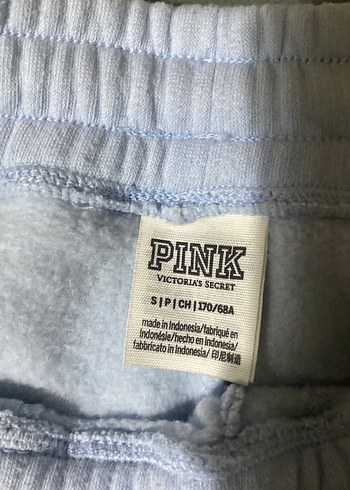 PINK
VICTORIA'S SECRET
S|P|CH|170/68A
made in Indonesia/fabriqué en
Indonésie/hecho en Indonesia/
fabbricato in Indonesia/ 印尼制造